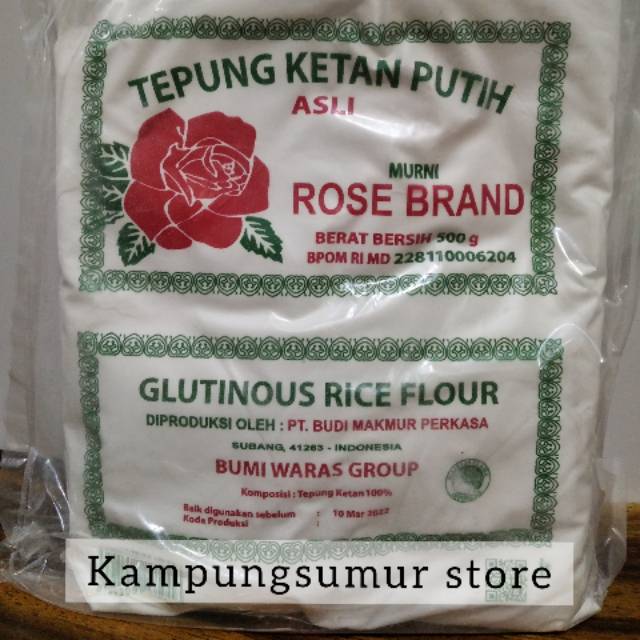 TEPUNG KETAN PUTIH
ASLI
MURNI
ROSE BRAND
BERAT BERSIH 500 g
BPOM RI MD 228110006204
GLUTINOUS RICE FLOUR
DIPRODUKSI OLEH : PT. BUDI MAKMUR PERKASA
SUBANG, 41263 - INDONESIA
BUMI WARAS GROUP
Komposisi : Tepung Ketan 100%
Baik digunakan sebelum : 10 Mar 2022
Kode Produksi :
Kampungsumur store